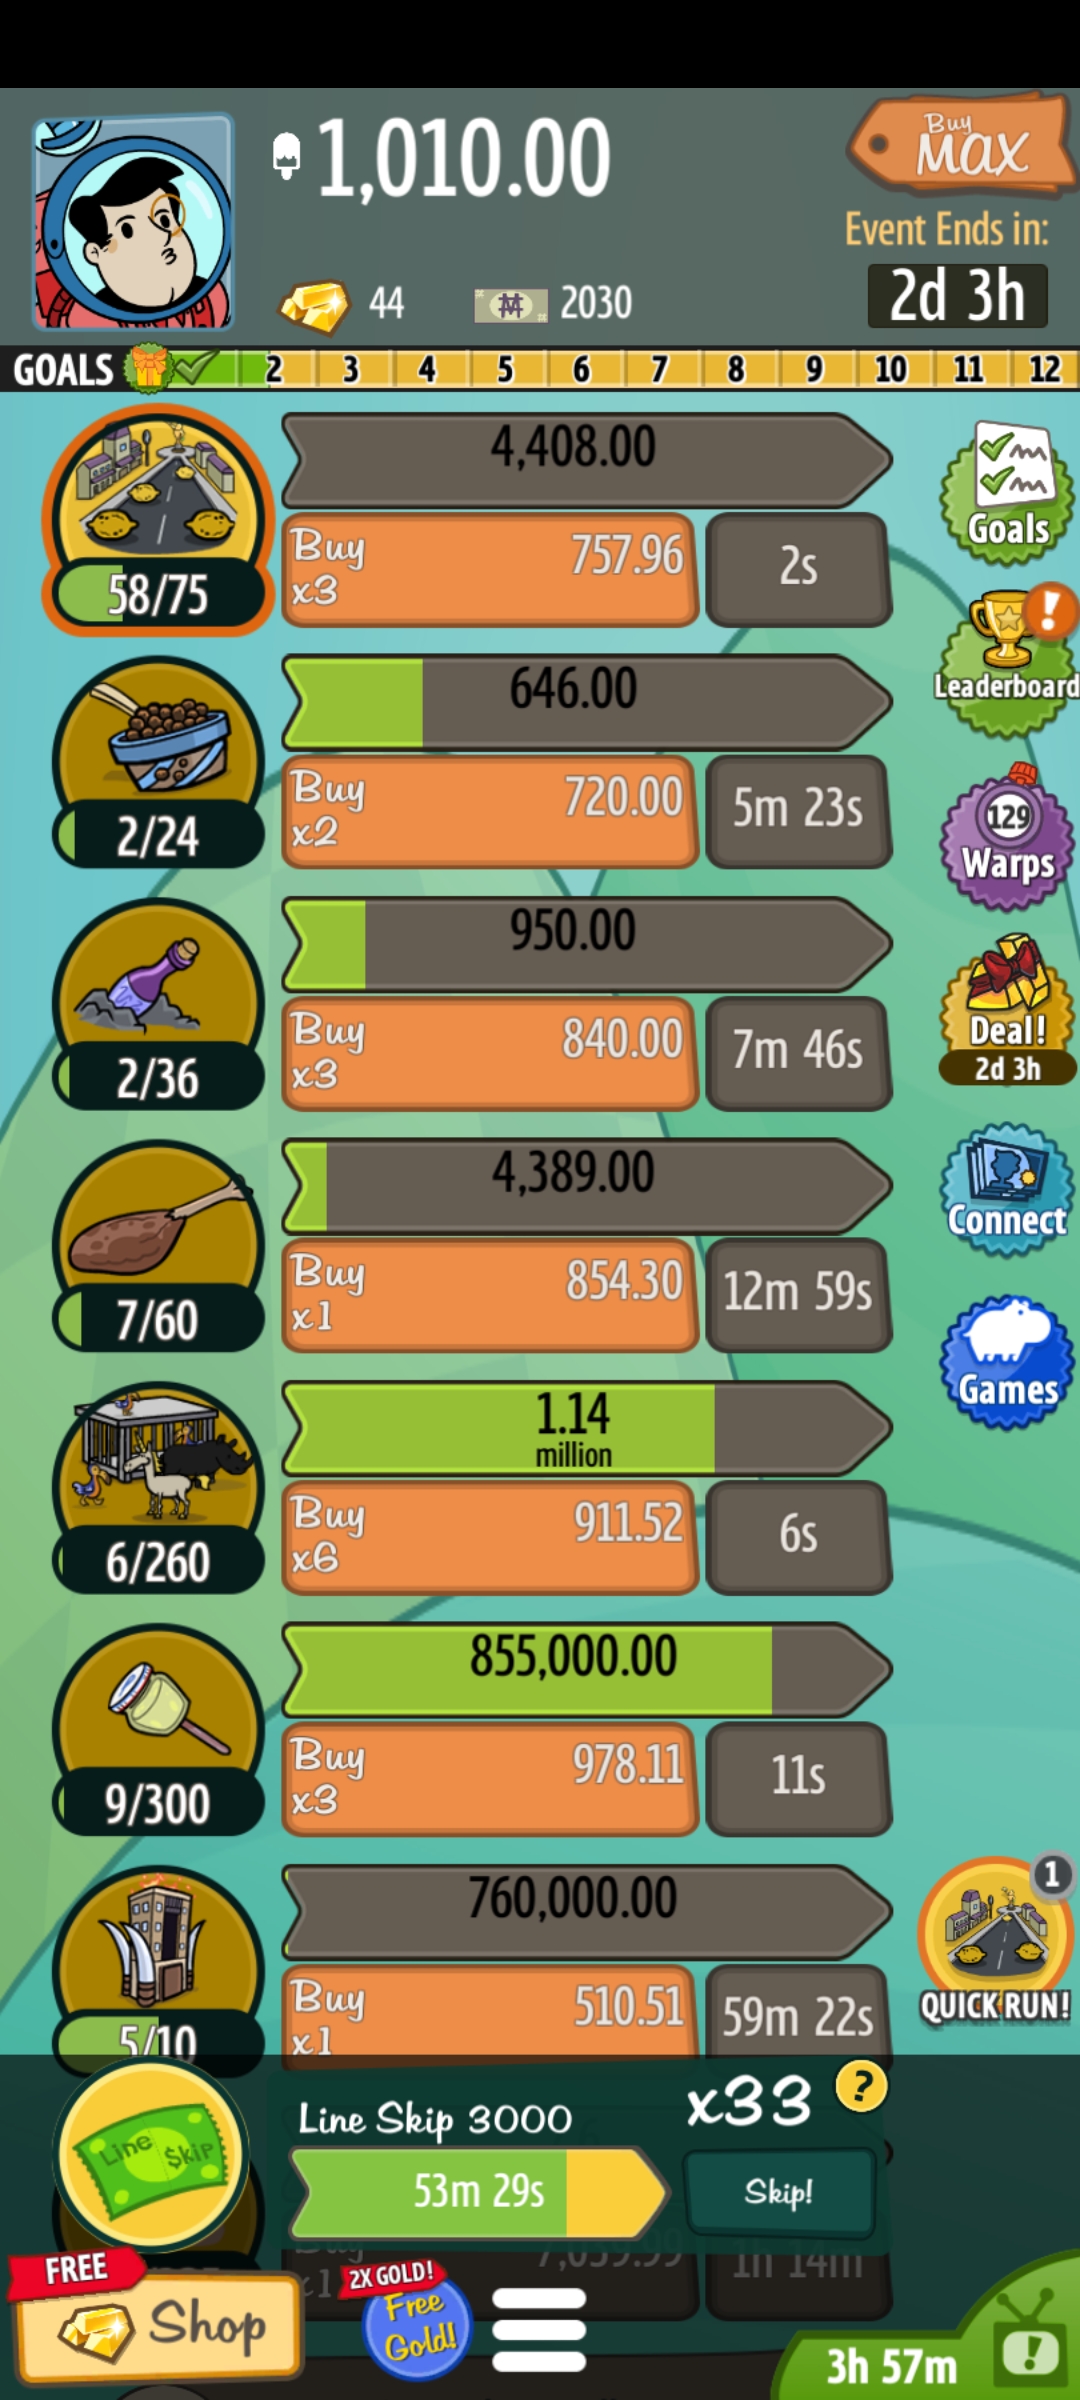 1,010.00
Buy
MAX
Event Ends in:
2d 3h
44
2030
GOALS 2 3 4 5 6 7 8 9 10 11 12
4,408.00
58/75
Buy
x3
757.96
2s
Goals
646.00
2/24
Buy
x2
720.00
5m 23s
Leaderboard
950.00
2/36
Buy
x3
840.00
7m 46s
129
Warps
Deal!
2d 3h
4,389.00
7/60
Buy
x1
854.30
12m 59s
Connect
1.14
million
6/260
Buy
x6
911.52
6s
Games
855,000.00
9/300
Buy
x3
978.11
11s
760,000.00
5/10
Buy
x1
510.51
59m 22s
1
QUICK RUN!
Line $kip
Line Skip 3000
x33
?
53m 29s
Skip!
Buy
x1
7,039.99
1h 14m
FREE
Shop
2X GOLD!
Free
Gold!
3h 57m